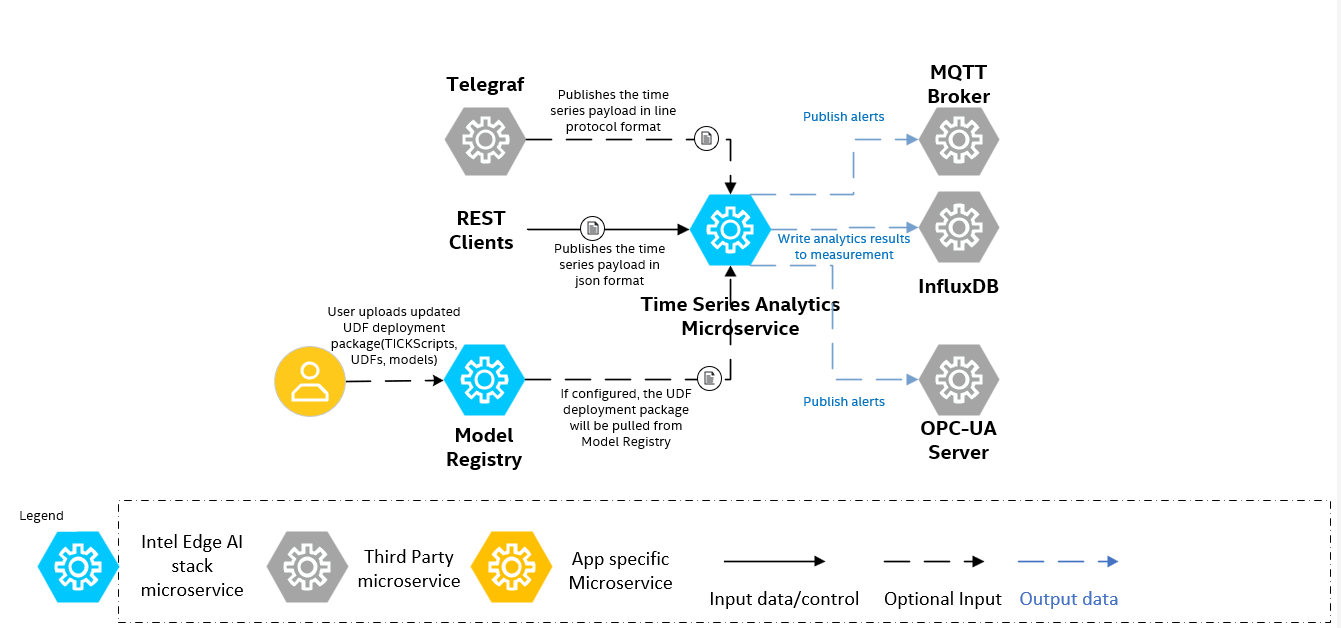 Telegraf
Publishes the time
series payload in line
protocol format
MQTT
Broker
Publish alerts
REST
Clients
Publishes the time
series payload in
json format
Write analytics results
to measurement
InfluxDB
Time Series Analytics
Microservice
User uploads updated
UDF deployment
package(TICKScripts,
UDFs, models)
Model
Registry
If configured, the UDF
deployment package
will be pulled from
Model Registry
Publish alerts
OPC-UA
Server
Legend
Intel Edge AI
stack
microservice
Third Party
microservice
App specific
Microservice
Input data/control
Optional Input
Output data